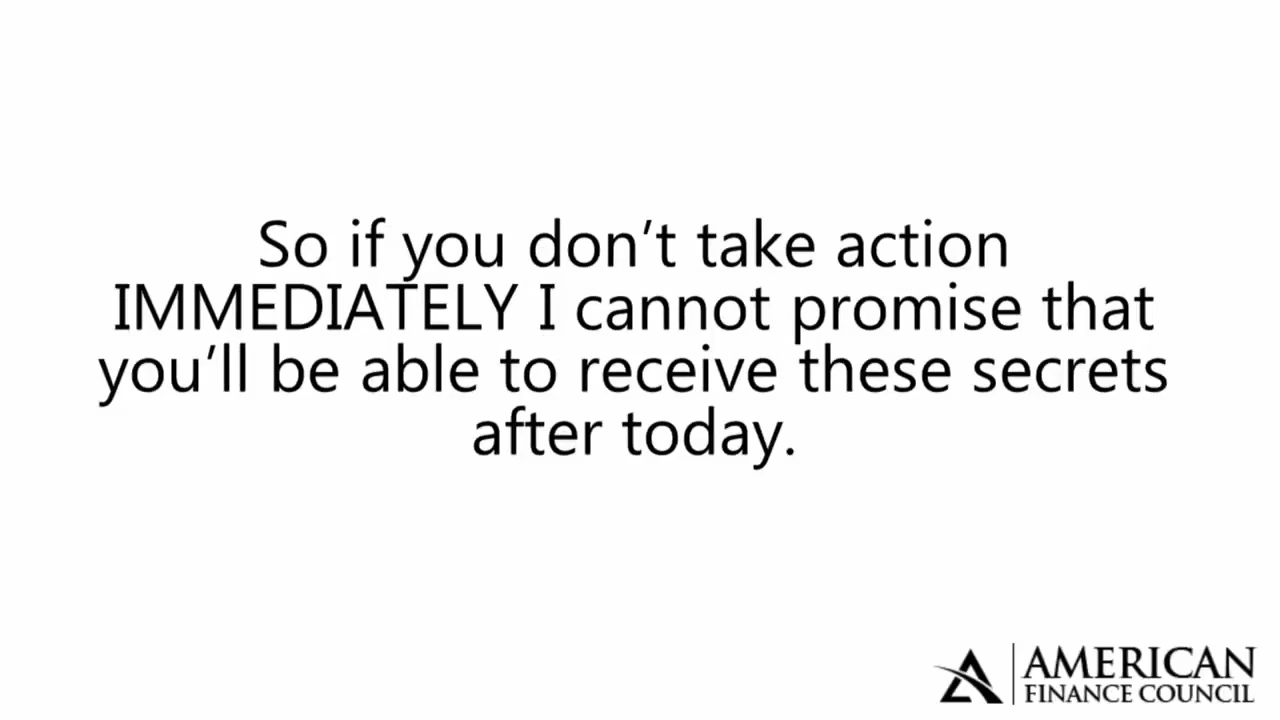 So if you don’t take action
IMMEDIATELY I cannot promise that
you’ll be able to receive these secrets
after today.
AMERICAN
FINANCE COUNCIL